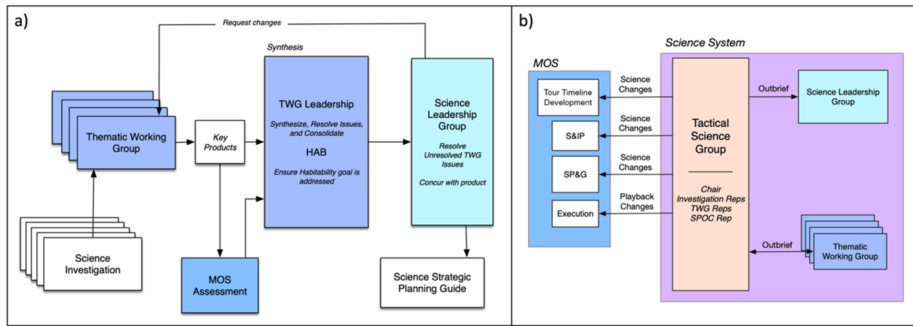 a)
Request changes
Synthesis
Thematic Working
Group
Key
Products
TWG Leadership
Synthesize, Resolve Issues,
and Consolidate
HAB
Ensure Habitability goal is
addressed
Science
Leadership
Group
Resolve
Unresolved TWG
Issues
Concur with product
Science
Investigation
MOS
Assessment
Science Strategic
Planning Guide
b)
Science System
MOS
Tour Timeline
Development
S&IP
SP&G
Execution
Science
Changes
Science
Changes
Science
Changes
Playback
Changes
Tactical
Science
Group
Chair
Investigation Reps
TWG Reps
SPOC Rep
Outbrief
Science Leadership
Group
Outbrief
Thematic
Working Group